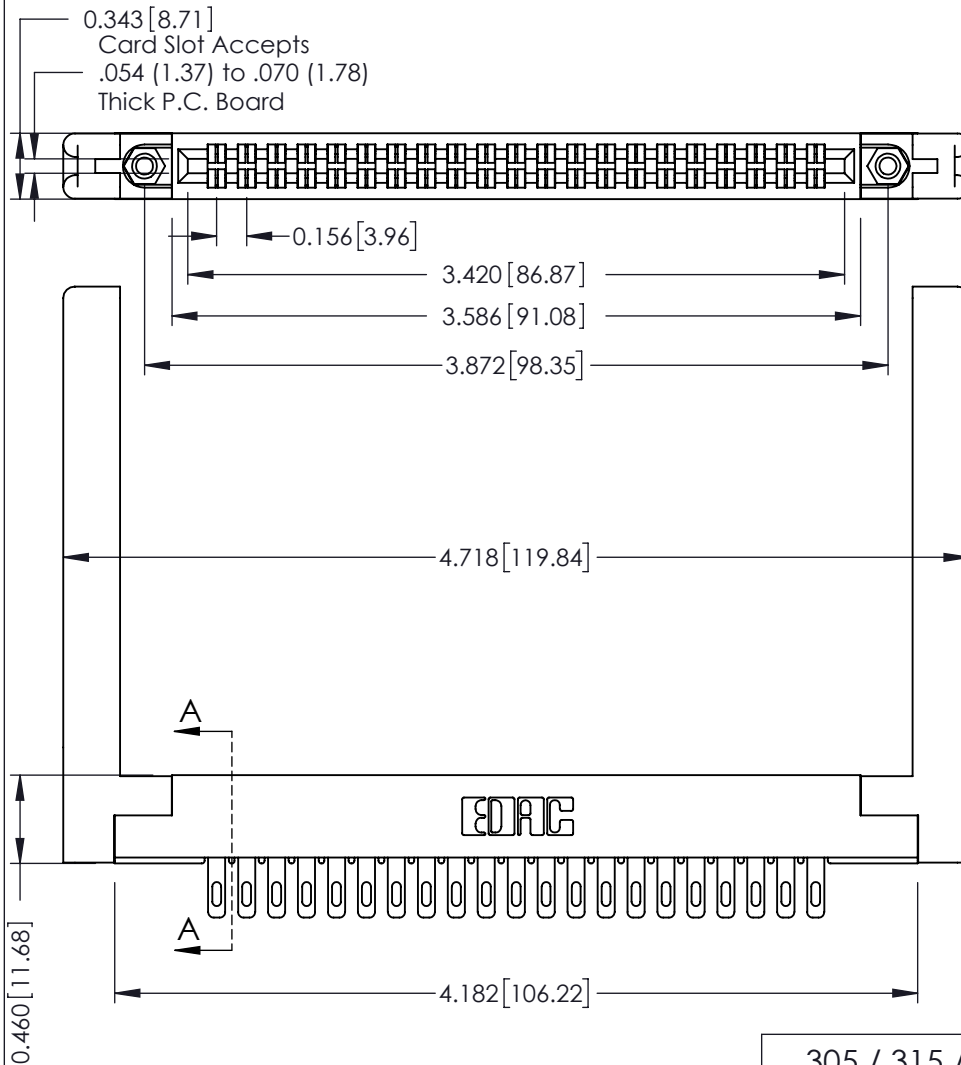 0.343[8.71]
Card Slot Accepts
.054 (1.37) to .070 (1.78)
Thick P.C. Board
0.156[3.96]
3.420[86.87]
3.586[91.08]
3.872[98.35]
4.718[119.84]
A
EDAC
A
0.460[11.68]
4.182[106.22]
305 / 315 /